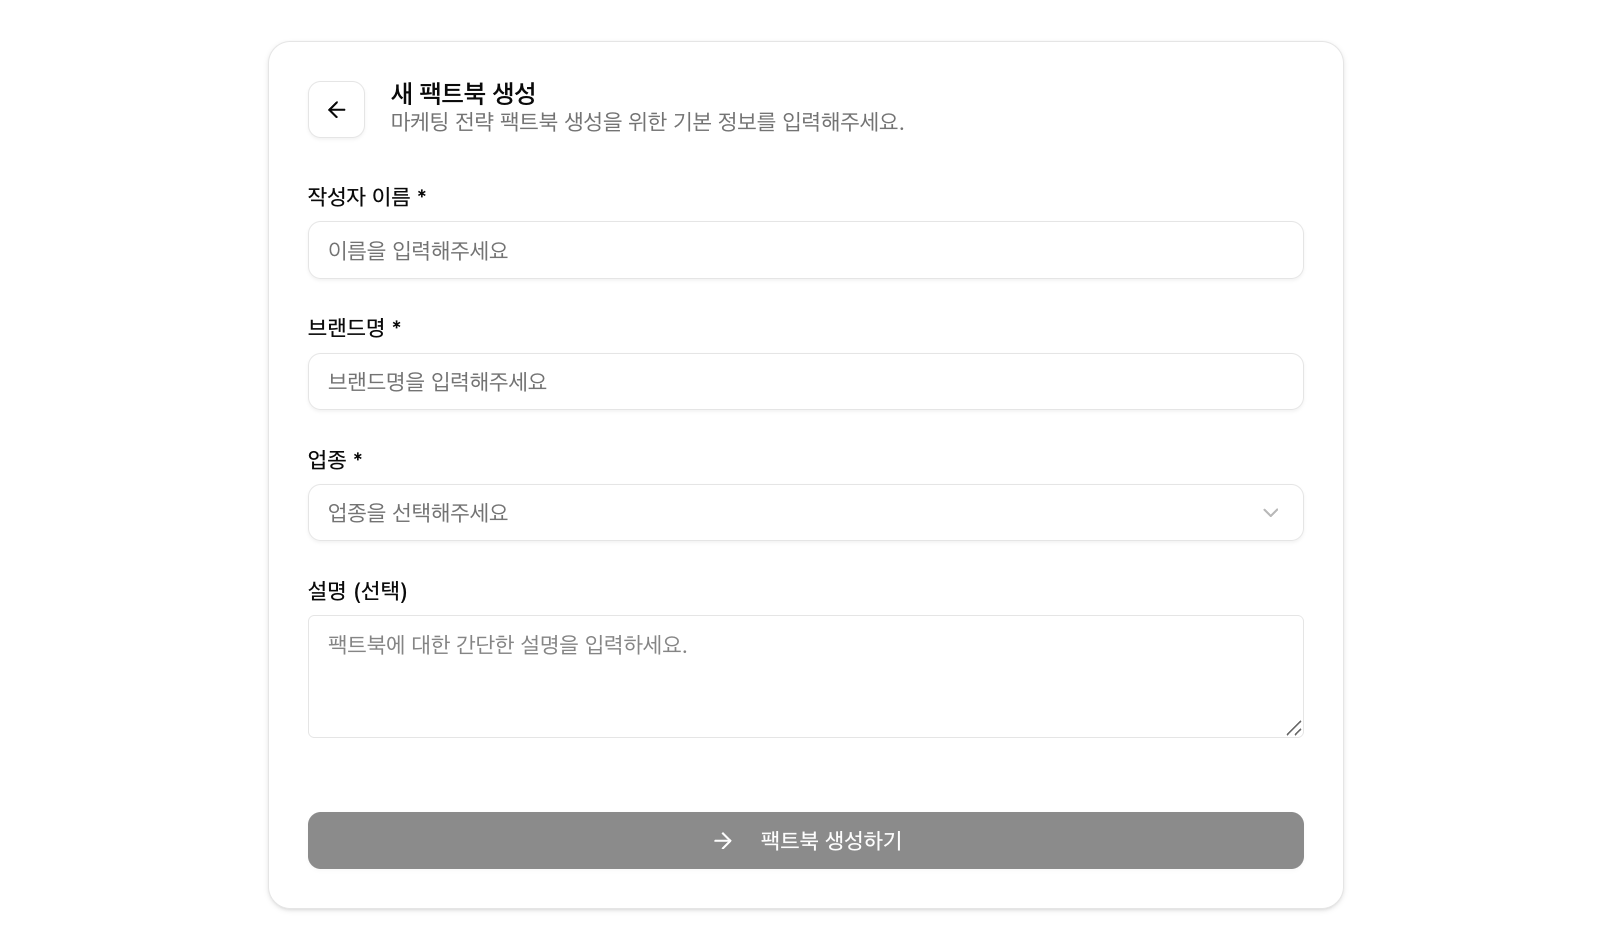 새 팩트북 생성
마케팅 전략 팩트북 생성을 위한 기본 정보를 입력해주세요.
작성자 이름 *
이름을 입력해주세요
브랜드명 *
브랜드명을 입력해주세요
업종 *
업종을 선택해주세요
설명 (선택)
팩트북에 대한 간단한 설명을 입력하세요.
→ 팩트북 생성하기